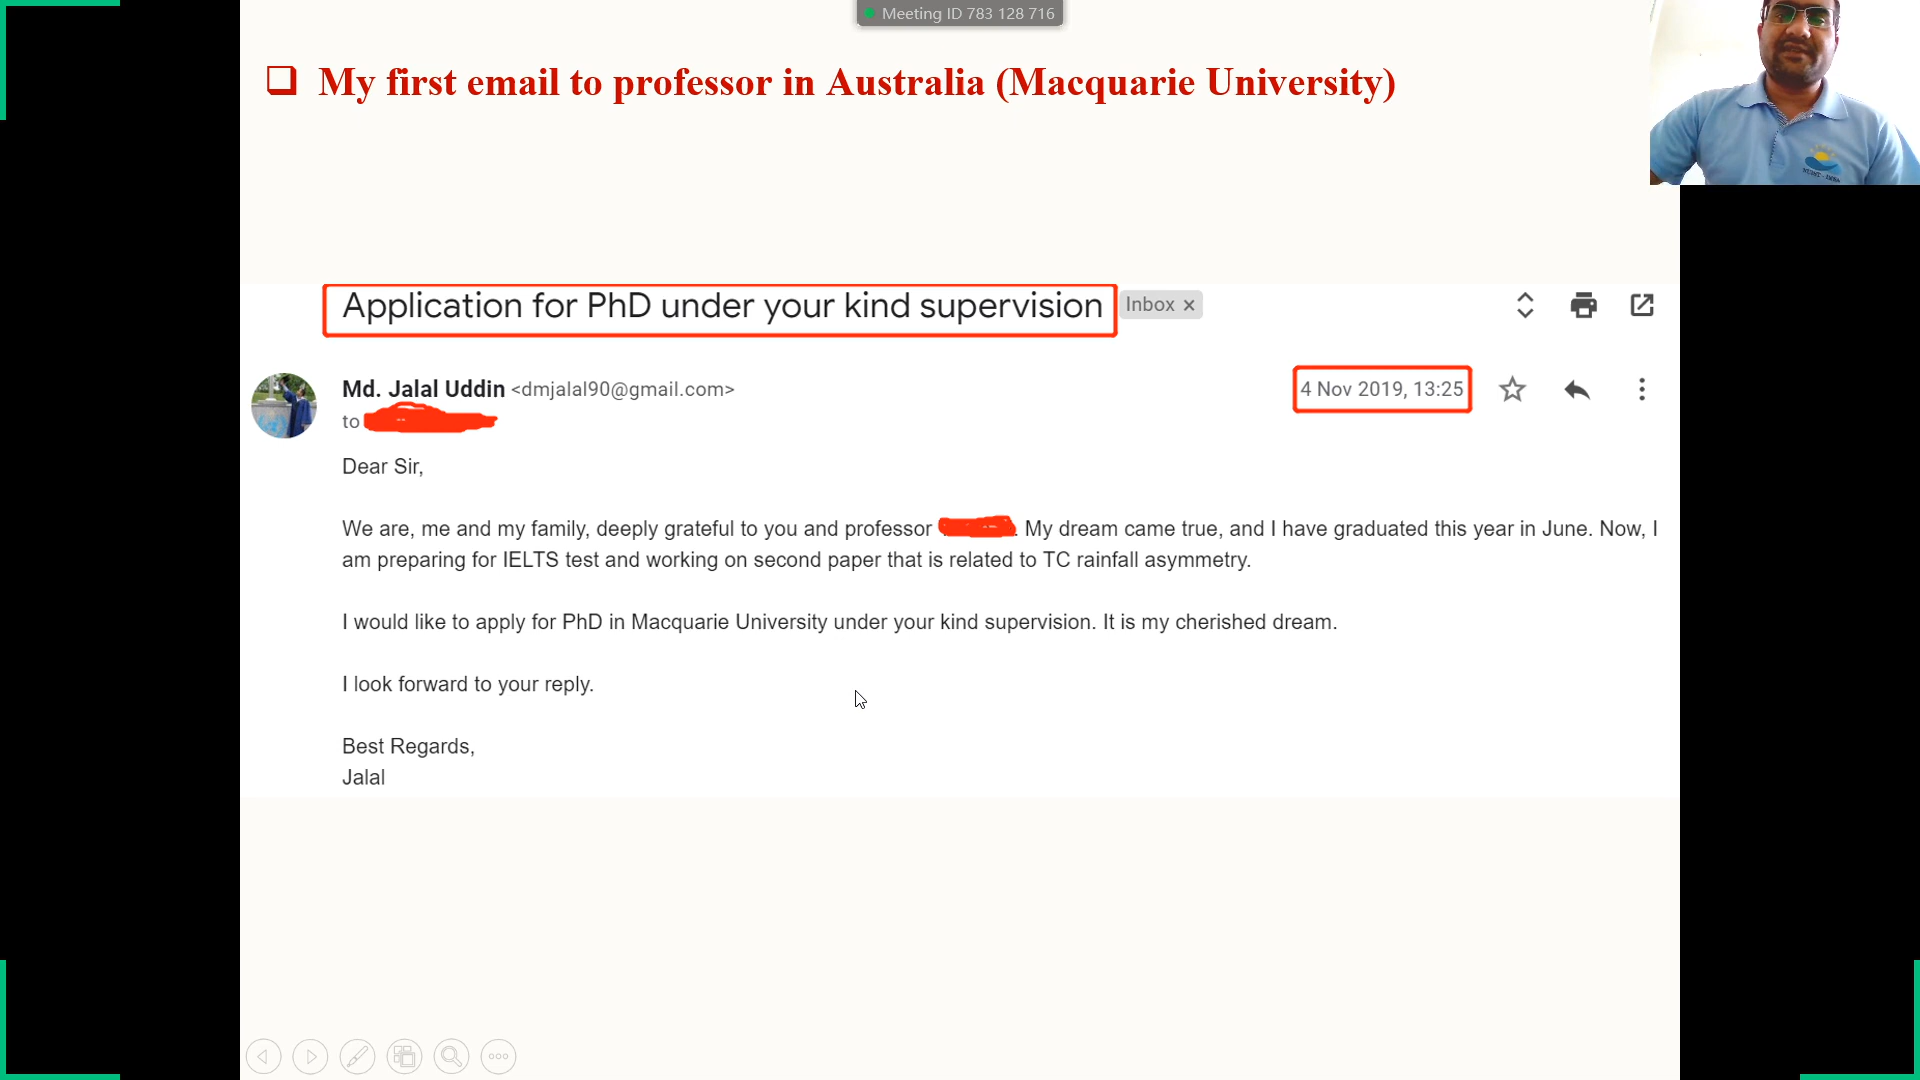 Meeting ID 783 128 716
My first email to professor in Australia (Macquarie University)
Application for PhD under your kind supervision Inbox ×
Md. Jalal Uddin <dmjalal90@gmail.com> 4 Nov 2019, 13:25
to
Dear Sir,
We are, me and my family, deeply grateful to you and professor . My dream came true, and I have graduated this year in June. Now, I
am preparing for IELTS test and working on second paper that is related to TC rainfall asymmetry.
I would like to apply for PhD in Macquarie University under your kind supervision. It is my cherished dream.
I look forward to your reply.
Best Regards,
Jalal